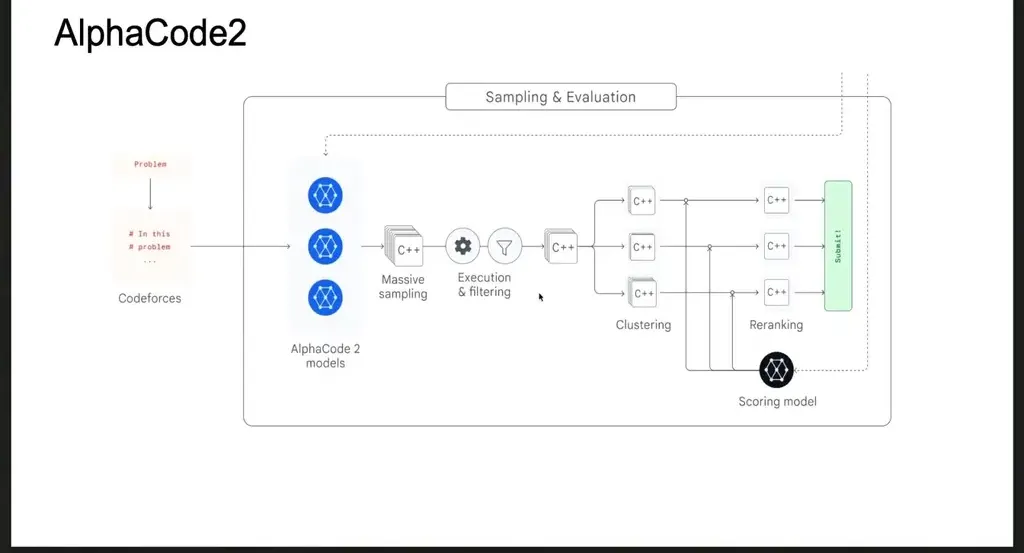 AlphaCode2
Sampling & Evaluation
Problem
# In this
# problem
...
Codeforces
AlphaCode 2
models
C++
Massive
sampling
Execution
& filtering
C++
C++
C++
C++
Clustering
C++
C++
C++
Reranking
Submit!
Scoring model